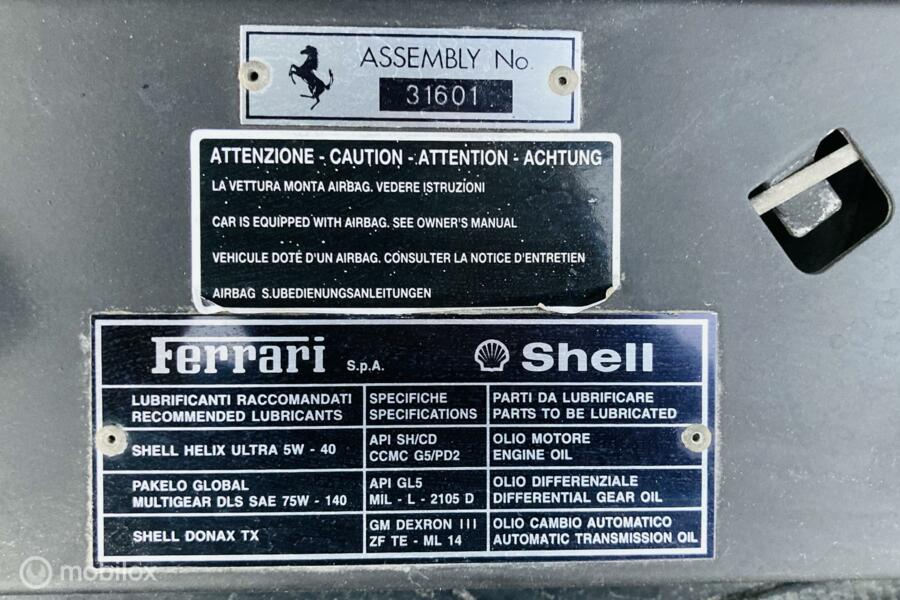 ASSEMBLY No.
31601
ATTENZIONE - CAUTION - ATTENTION - ACHTUNG
LA VETTURA MONTA AIRBAG. VEDERE ISTRUZIONI
CAR IS EQUIPPED WITH AIRBAG. SEE OWNER'S MANUAL
VEHICULE DOTÉ D'UN AIRBAG. CONSULTER LA NOTICE D'ENTRETIEN
AIRBAG S.UBEDIENUNGSANLEITUNGEN
Ferrari S.p.A. Shell
LUBRIFICANTI RACCOMANDATI
RECOMMENDED LUBRICANTS
SPECIFICHE
SPECIFICATIONS
PARTI DA LUBRIFICARE
PARTS TO BE LUBRICATED
SHELL HELIX ULTRA 5W - 40
API SH/CD
CCMC G5/PD2
OLIO MOTORE
ENGINE OIL
PAKELO GLOBAL
MULTIGEAR DLS SAE 75W - 140
API GL5
MIL - L - 2105 D
OLIO DIFFERENZIALE
DIFFERENTIAL GEAR OIL
SHELL DONAX TX
GM DEXRON III
ZF TE - ML 14
OLIO CAMBIO AUTOMATICO
AUTOMATIC TRANSMISSION OIL
mobilox